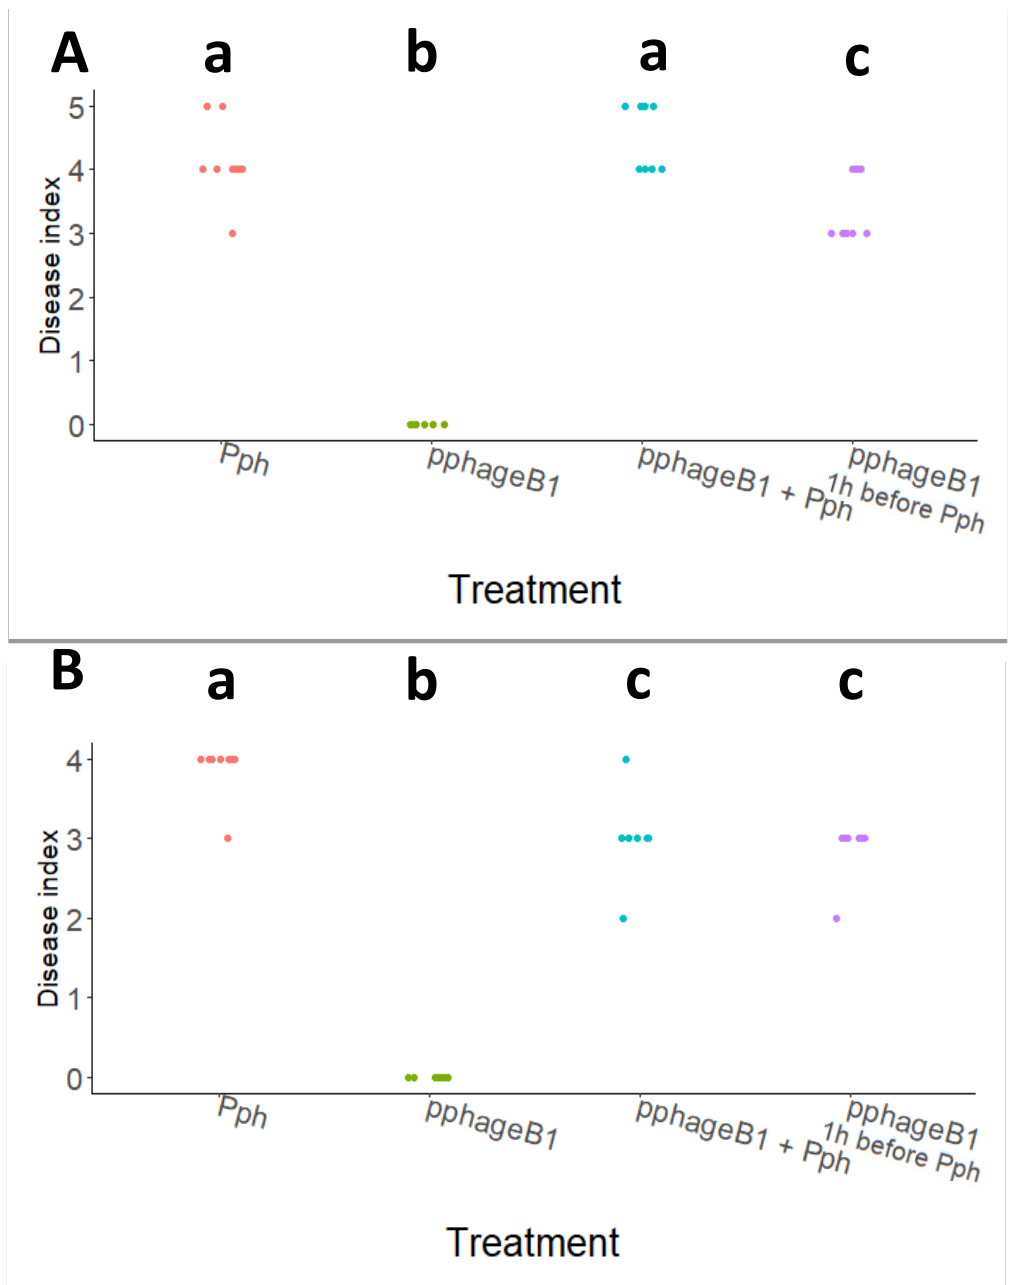 A a b a c
5
4
3
2
1
0
Disease index
Pph
pphageB1
pphageB1 + Pph
pphageB1
1h before Pph
Treatment
B a b c c
4
3
2
1
0
Disease index
Pph
pphageB1
pphageB1 + Pph
pphageB1
1h before Pph
Treatment